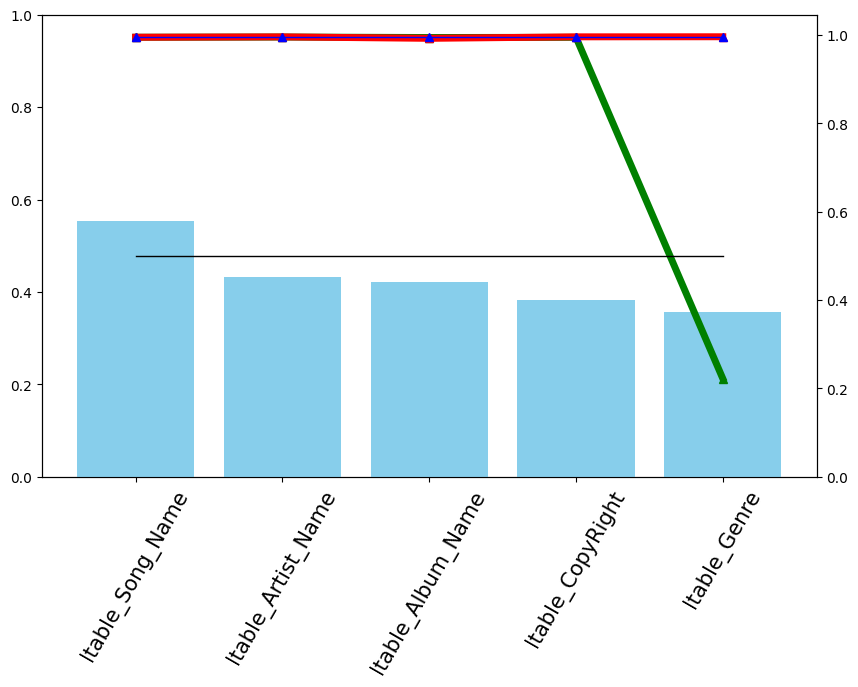 1.0
0.8
0.6
0.4
0.2
0.0
1.0
0.8
0.6
0.4
0.2
0.0
ltable_Song_Name
ltable_Artist_Name
ltable_Album_Name
ltable_CopyRight
ltable_Genre